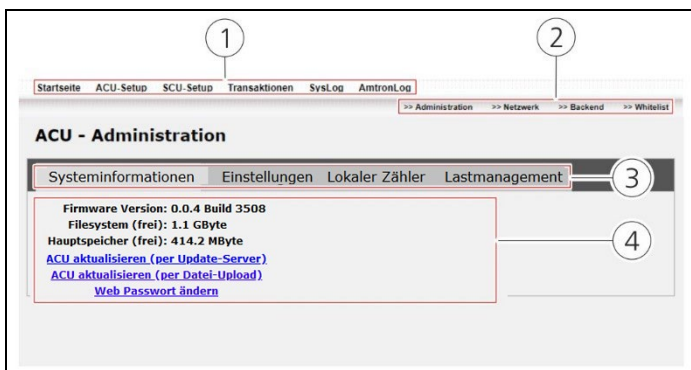 1
2
Startseite ACU-Setup SCU-Setup Transaktionen SysLog AmtronLog
>> Administration >> Netzwerk >> Backend >> Whitelist
ACU - Administration
Systeminformationen Einstellungen Lokaler Zähler Lastmanagement
3
Firmware Version: 0.0.4 Build 3508
Filesystem (frei): 1.1 GByte
Hauptspeicher (frei): 414.2 MByte
4
ACU aktualisieren (per Update-Server)
ACU aktualisieren (per Datei-Upload)
Web Passwort ändern